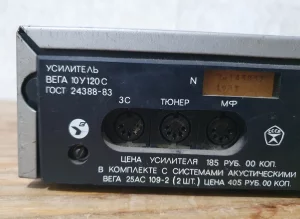 УСИЛИТЕЛЬ
ВЕГА 10У120С
ГОСТ 24388-83
N
ЗС ТЮНЕР МФ
СССР
ЦЕНА УСИЛИТЕЛЯ 185 РУБ. 00 КОП.
В КОМПЛЕКТЕ С СИСТЕМАМИ АКУСТИЧЕСКИМИ
ВЕГА 25АС 109-2 (2 ШТ.) ЦЕНА 405 РУБ. 00 КОП.